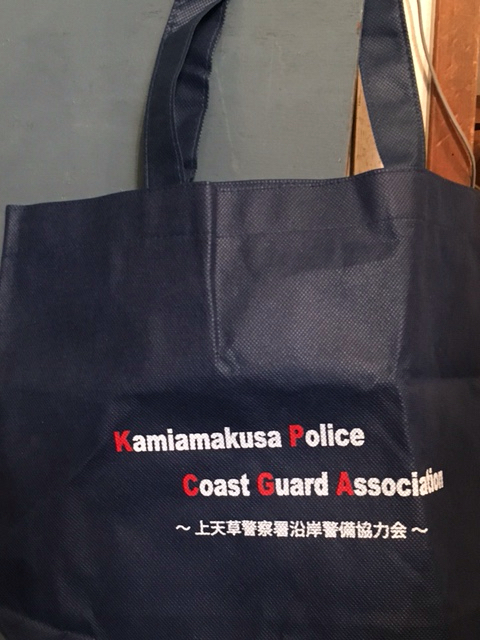 Kamiamakusa Police
Coast Guard Association
～上天草警察署沿岸警備協力会～